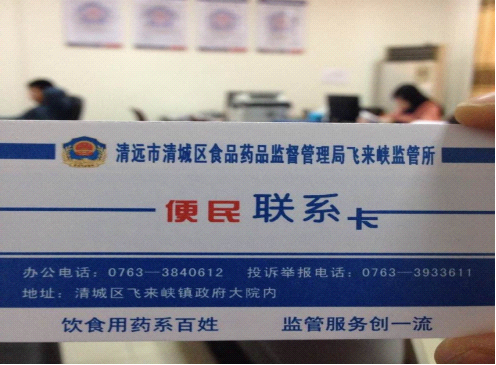 清远市清城区食品药品监督管理局飞来峡监管所
便民联系卡
办公电话：0763—3840612 投诉举报电话：0763—3933611
地址：清城区飞来峡镇政府大院内
饮食用药系百姓 监管服务创一流